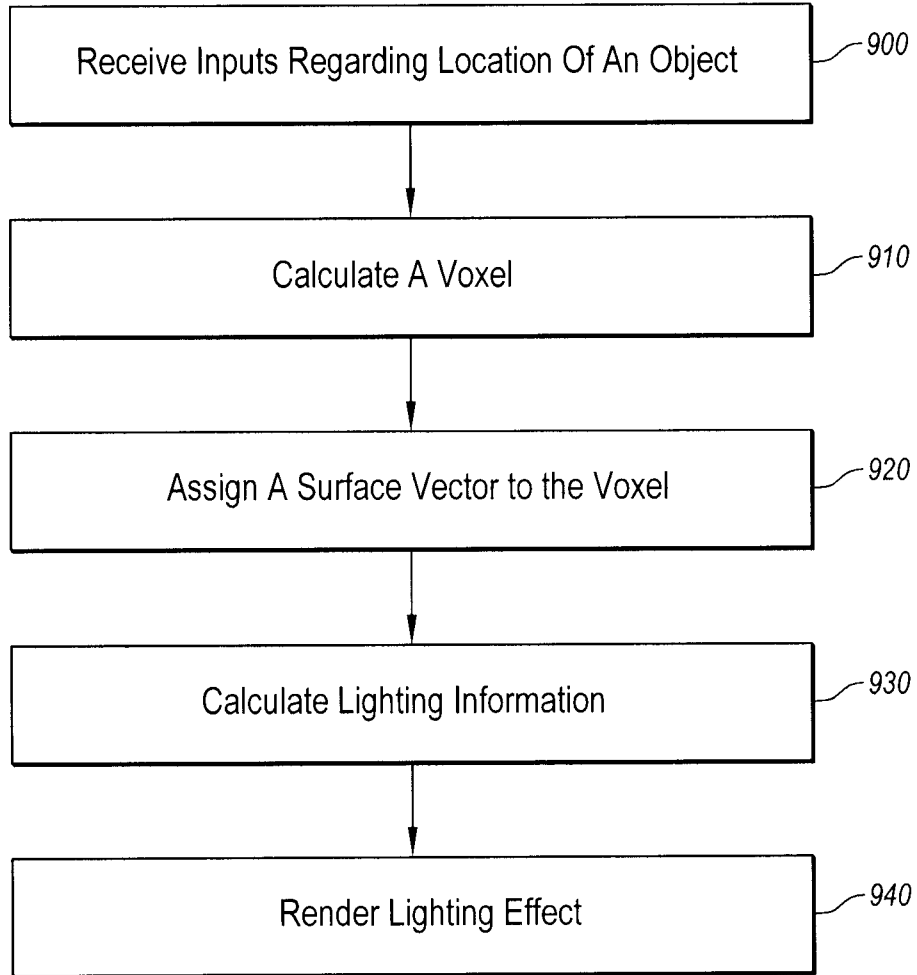 Receive Inputs Regarding Location Of An Object
900
Calculate A Voxel
910
Assign A Surface Vector to the Voxel
920
Calculate Lighting Information
930
Render Lighting Effect
940